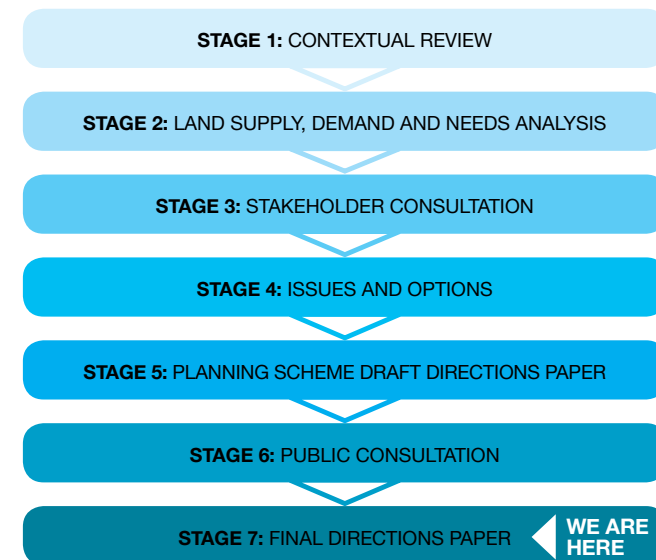 STAGE 1: CONTEXTUAL REVIEW
STAGE 2: LAND SUPPLY, DEMAND AND NEEDS ANALYSIS
STAGE 3: STAKEHOLDER CONSULTATION
STAGE 4: ISSUES AND OPTIONS
STAGE 5: PLANNING SCHEME DRAFT DIRECTIONS PAPER
STAGE 6: PUBLIC CONSULTATION
STAGE 7: FINAL DIRECTIONS PAPER
WE ARE
HERE